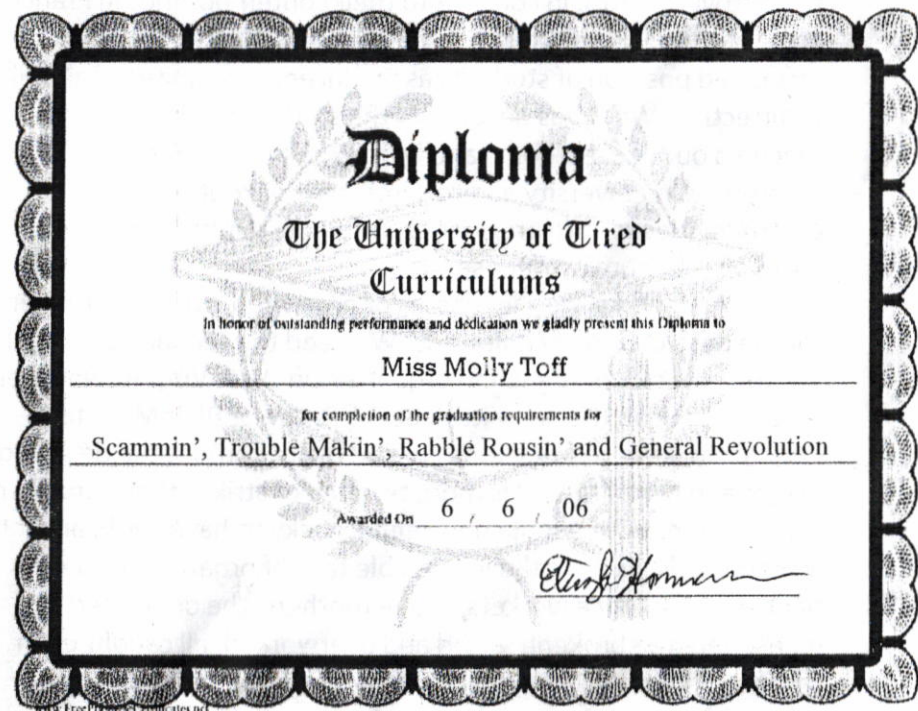 Diploma
The University of Tired
Curriculums
In honor of outstanding performance and dedication we gladly present this Diploma to
Miss Molly Toff
for completion of the graduation requirements for
Scammin', Trouble Makin', Rabble Rousin' and General Revolution
Awarded On 6 / 6 / 06